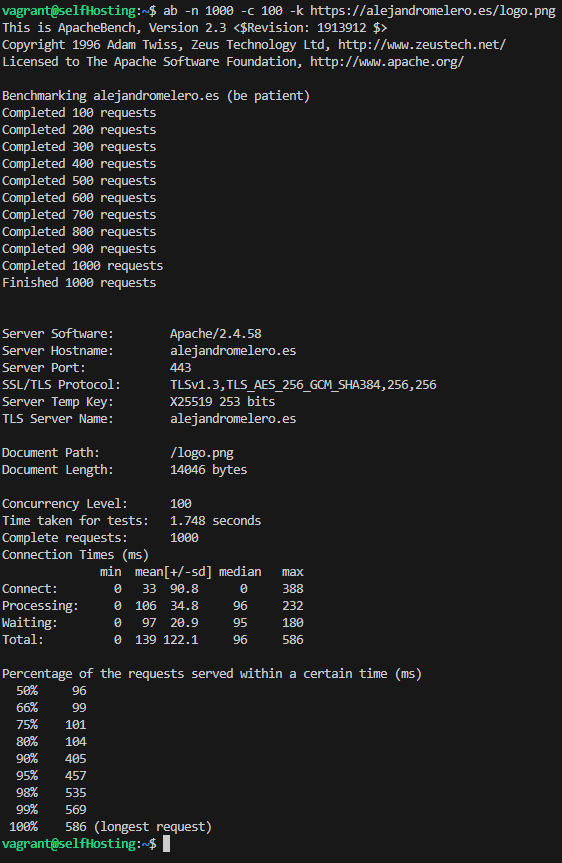 vagrant@selfHosting:~$ ab -n 1000 -c 100 -k https://alejandromelero.es/logo.png
This is ApacheBench, Version 2.3 <$Revision: 1913912 $>
Copyright 1996 Adam Twiss, Zeus Technology Ltd, http://www.zeustech.net/
Licensed to The Apache Software Foundation, http://www.apache.org/

Benchmarking alejandromelero.es (be patient)
Completed 100 requests
Completed 200 requests
Completed 300 requests
Completed 400 requests
Completed 500 requests
Completed 600 requests
Completed 700 requests
Completed 800 requests
Completed 900 requests
Completed 1000 requests
Finished 1000 requests


Server Software:        Apache/2.4.58
Server Hostname:        alejandromelero.es
Server Port:            443
SSL/TLS Protocol:       TLSv1.3,TLS_AES_256_GCM_SHA384,256,256
Server Temp Key:        X25519 253 bits
TLS Server Name:        alejandromelero.es

Document Path:          /logo.png
Document Length:        14046 bytes

Concurrency Level:      100
Time taken for tests:   1.748 seconds
Complete requests:      1000
Connection Times (ms)
              min  mean[+/-sd] median   max
Connect:        0   33  90.8      0     388
Processing:     0  106  34.8     96     232
Waiting:        0   97  20.9     95     180
Total:          0  139 122.1     96     586

Percentage of the requests served within a certain time (ms)
  50%     96
  66%     99
  75%    101
  80%    104
  90%    405
  95%    457
  98%    535
  99%    569
 100%    586 (longest request)
vagrant@selfHosting:~$